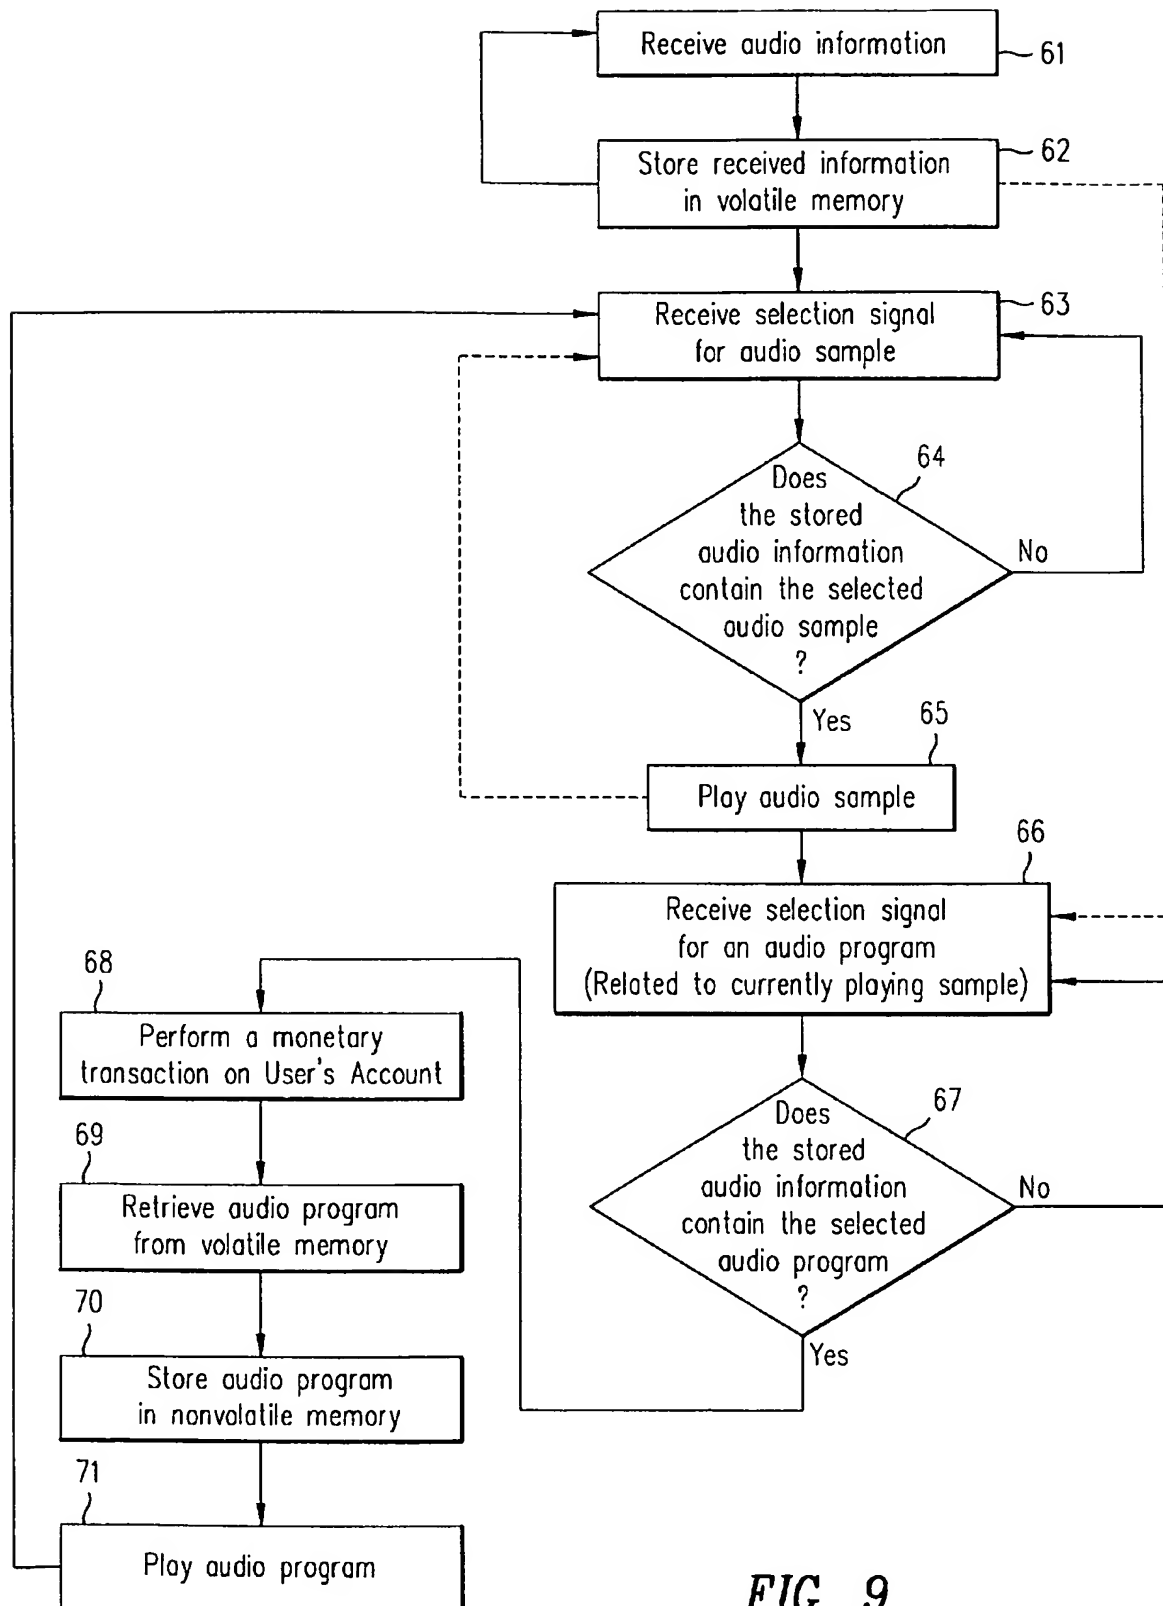 Receive audio information
61
Store received information
in volatile memory
62
Receive selection signal
for audio sample
63
Does
the stored
audio information
contain the selected
audio sample
?
64
No
Yes
65
Play audio sample
66
Receive selection signal
for an audio program
(Related to currently playing sample)
67
Does
the stored
audio information
contain the selected
audio program
?
No
Yes
68
Perform a monetary
transaction on User's Account
69
Retrieve audio program
from volatile memory
70
Store audio program
in nonvolatile memory
71
Play audio program
FIG. 9